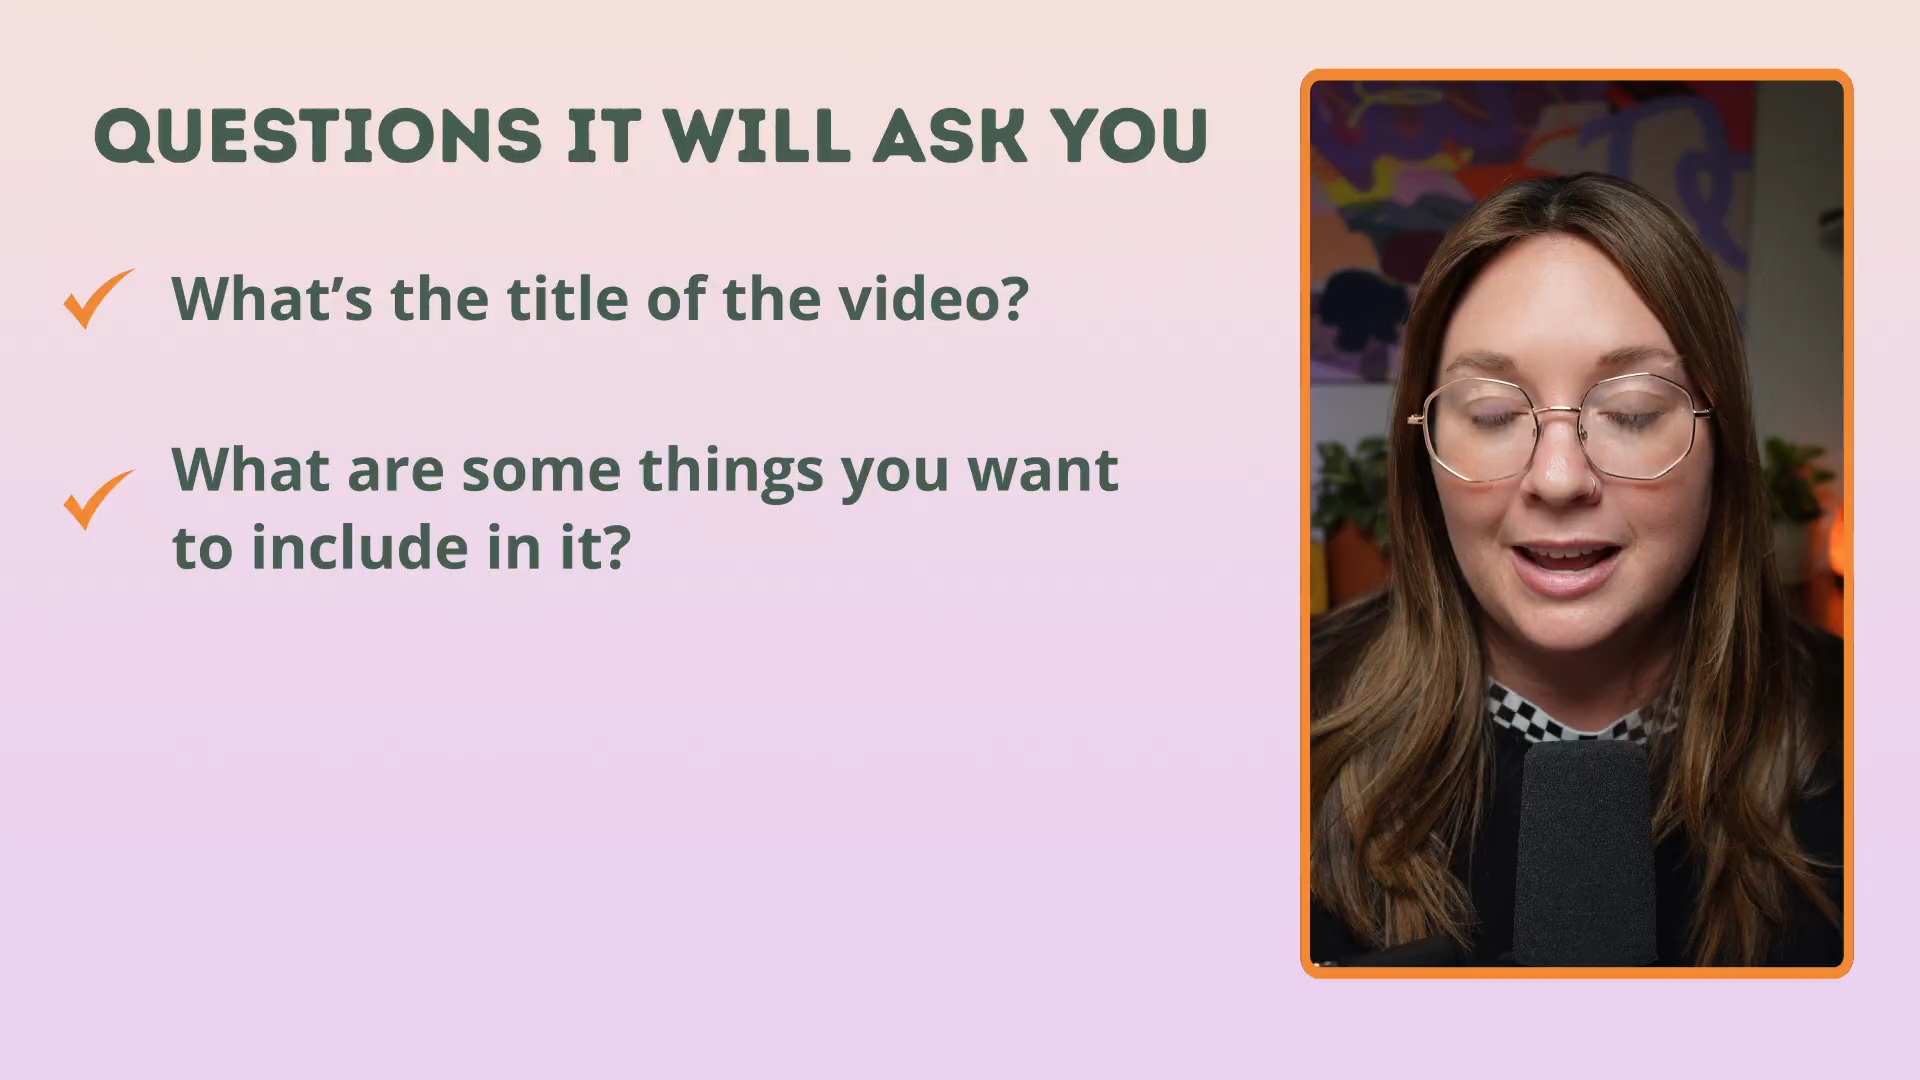 QUESTIONS IT WILL ASK YOU
What’s the title of the video?
What are some things you want
to include in it?